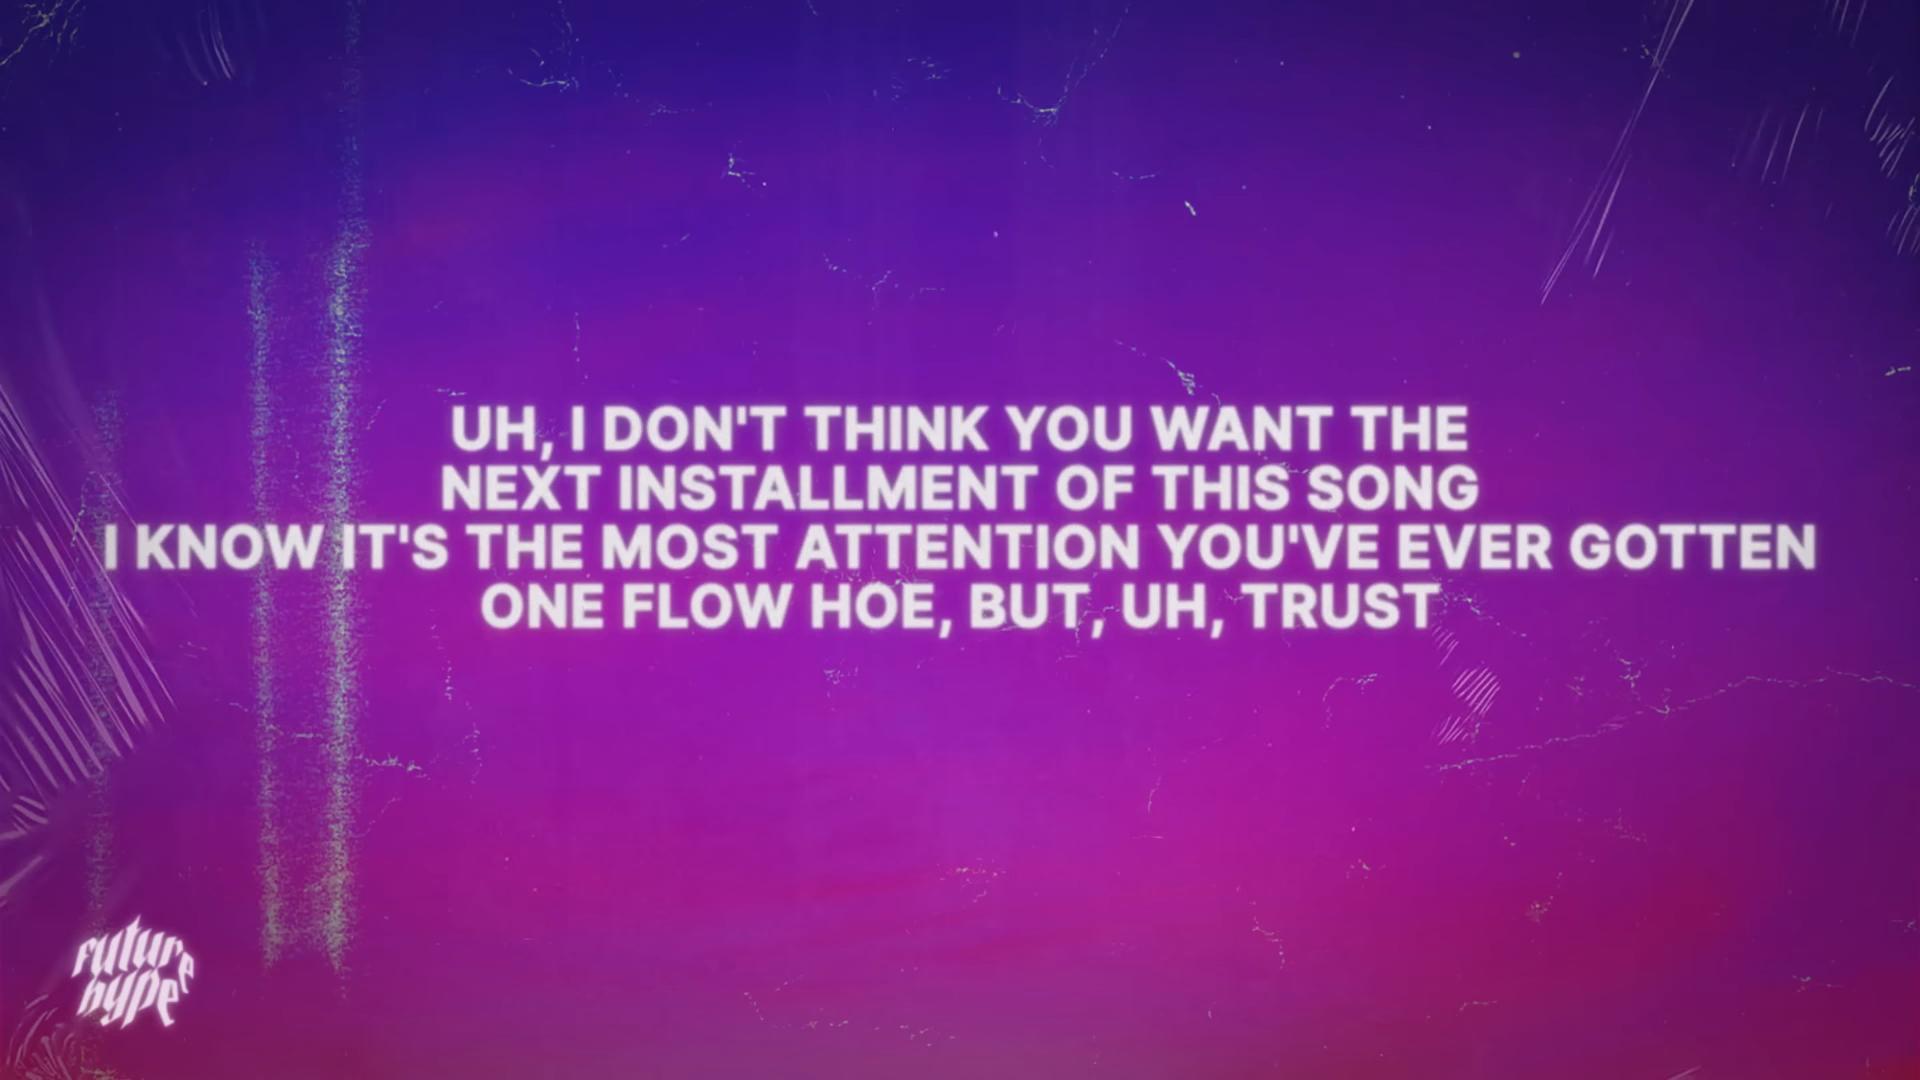 UH, I DON'T THINK YOU WANT THE
NEXT INSTALLMENT OF THIS SONG
I KNOW IT'S THE MOST ATTENTION YOU'VE EVER GOTTEN
ONE FLOW HOE, BUT, UH, TRUST
future
hype